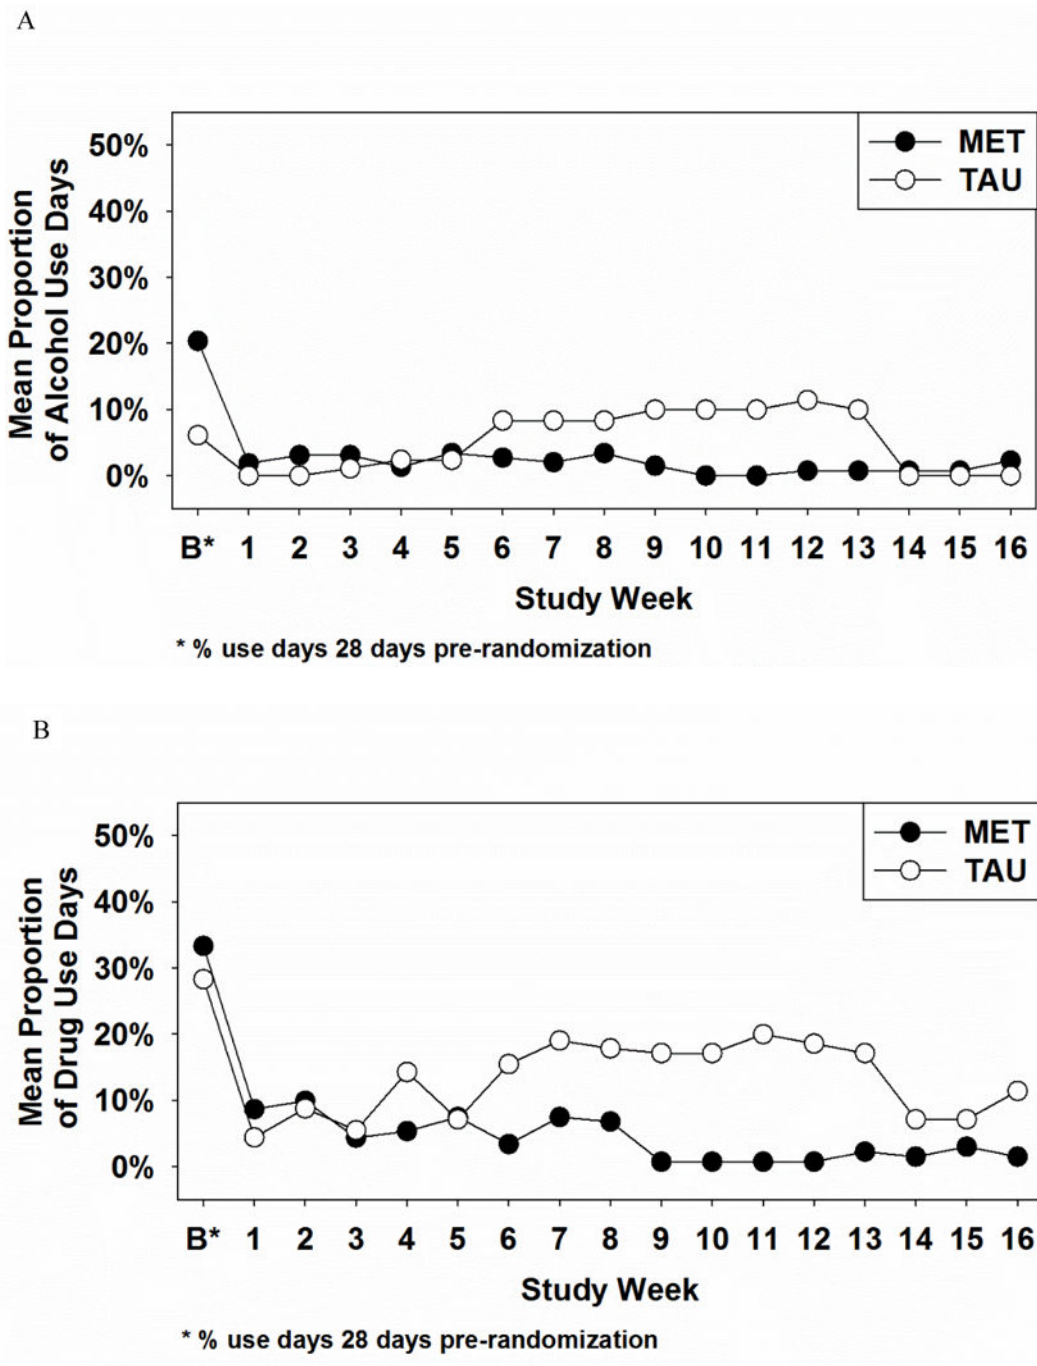 A
MET
TAU
50%
40%
30%
20%
10%
0%
Mean Proportion
of Alcohol Use Days
B* 1 2 3 4 5 6 7 8 9 10 11 12 13 14 15 16
Study Week
* % use days 28 days pre-randomization
B
MET
TAU
50%
40%
30%
20%
10%
0%
Mean Proportion
of Drug Use Days
B* 1 2 3 4 5 6 7 8 9 10 11 12 13 14 15 16
Study Week
* % use days 28 days pre-randomization